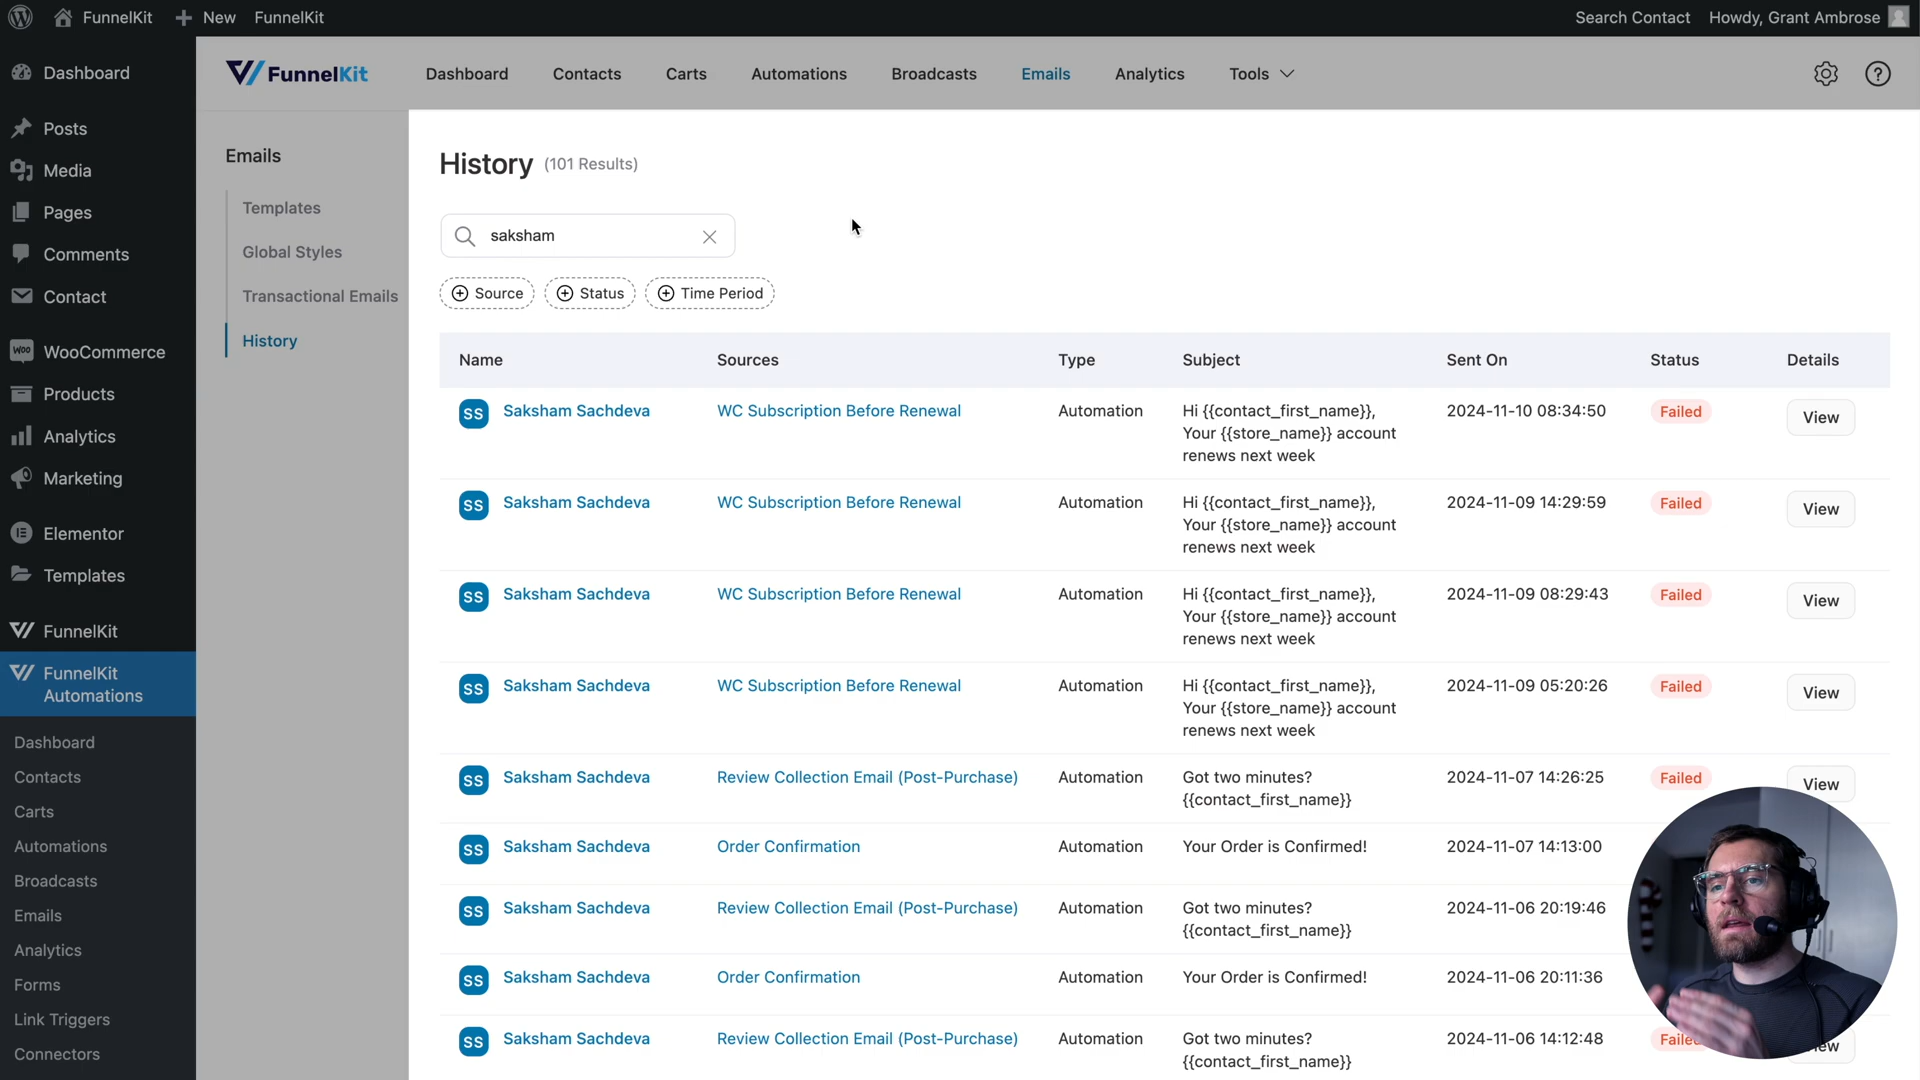 FunnelKit
New
FunnelKit
Search Contact
Howdy, Grant Ambrose
Dashboard
Posts
Media
Pages
Comments
Contact
WooCommerce
Products
Analytics
Marketing
Elementor
Templates
FunnelKit
FunnelKit
Automations
Dashboard
Contacts
Carts
Automations
Broadcasts
Emails
Analytics
Forms
Link Triggers
Connectors
FunnelKit
Dashboard
Contacts
Carts
Automations
Broadcasts
Emails
Analytics
Tools
Emails
Templates
Global Styles
Transactional Emails
History
History (101 Results)
saksham
Source
Status
Time Period
Name Sources Type Subject Sent On Status Details
SS Saksham Sachdeva WC Subscription Before Renewal Automation Hi {{contact_first_name}}, 2024-11-10 08:34:50 Failed View
Your {{store_name}} account
renews next week
SS Saksham Sachdeva WC Subscription Before Renewal Automation Hi {{contact_first_name}}, 2024-11-09 14:29:59 Failed View
Your {{store_name}} account
renews next week
SS Saksham Sachdeva WC Subscription Before Renewal Automation Hi {{contact_first_name}}, 2024-11-09 08:29:43 Failed View
Your {{store_name}} account
renews next week
SS Saksham Sachdeva WC Subscription Before Renewal Automation Hi {{contact_first_name}}, 2024-11-09 05:20:26 Failed View
Your {{store_name}} account
renews next week
SS Saksham Sachdeva Review Collection Email (Post-Purchase) Automation Got two minutes? 2024-11-07 14:26:25 Failed View
{{contact_first_name}}
SS Saksham Sachdeva Order Confirmation Automation Your Order is Confirmed! 2024-11-07 14:13:00
SS Saksham Sachdeva Review Collection Email (Post-Purchase) Automation Got two minutes? 2024-11-06 20:19:46
{{contact_first_name}}
SS Saksham Sachdeva Order Confirmation Automation Your Order is Confirmed! 2024-11-06 20:11:36
SS Saksham Sachdeva Review Collection Email (Post-Purchase) Automation Got two minutes? 2024-11-06 14:12:48
{{contact_first_name}}